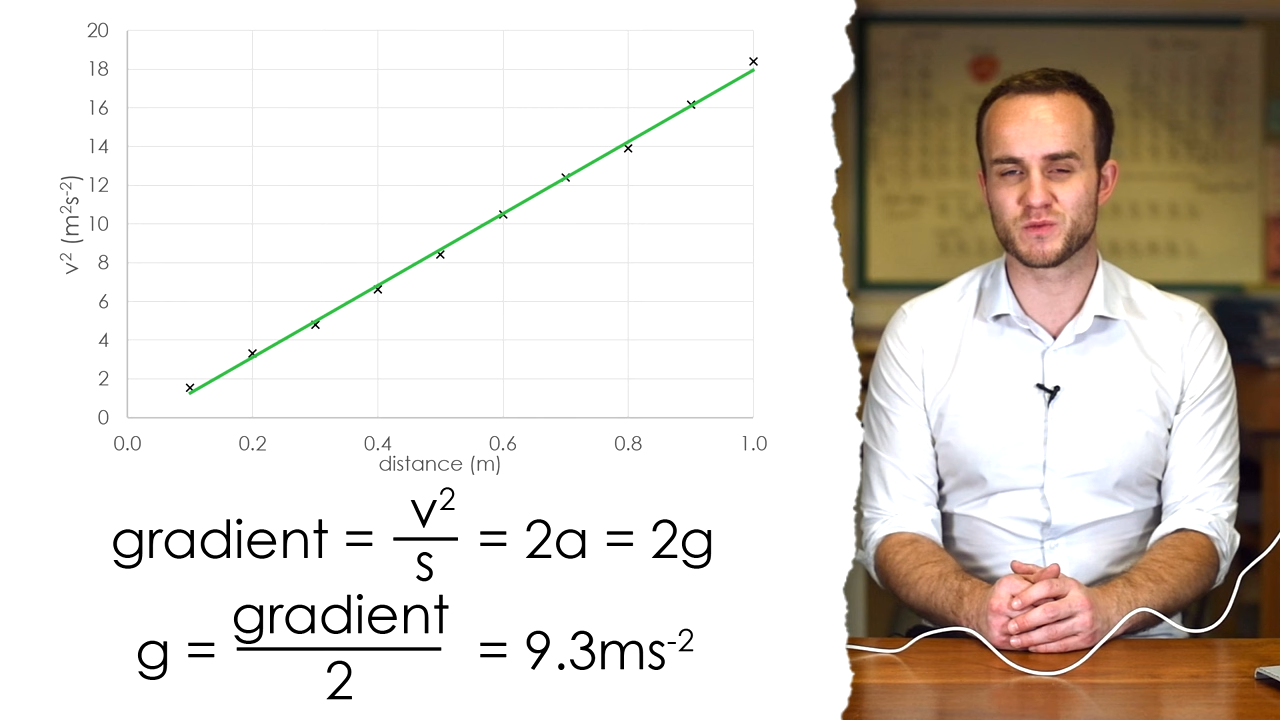 20
18
16
14
12
10
8
6
4
2
0
v² (m²s⁻²)
0.0 0.2 0.4 0.6 0.8 1.0
distance (m)
gradient = v²/s = 2a = 2g
g = gradient/2 = 9.3ms⁻²